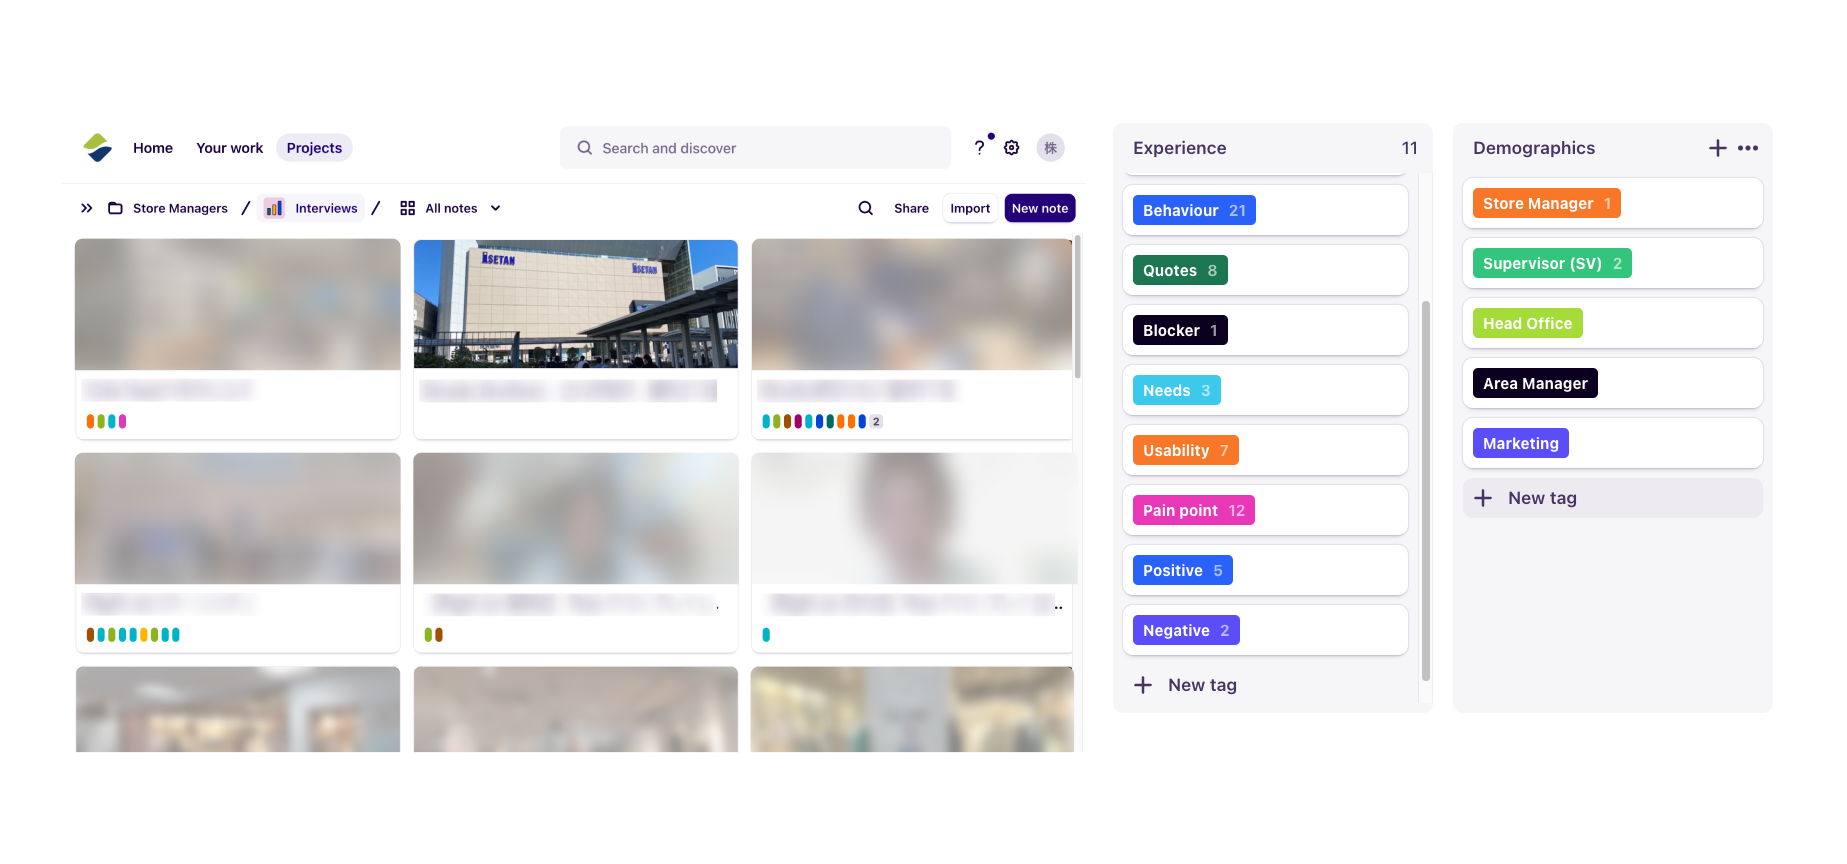 Home Your work Projects Search and discover ? 株
Store Managers / Interviews / All notes Share Import New note
ISETAN ISETAN
2
Experience 11
Behaviour 21
Quotes 8
Blocker 1
Needs 3
Usability 7
Pain point 12
Positive 5
Negative 2
+ New tag
Demographics + •••
Store Manager 1
Supervisor (SV) 2
Head Office
Area Manager
Marketing
+ New tag